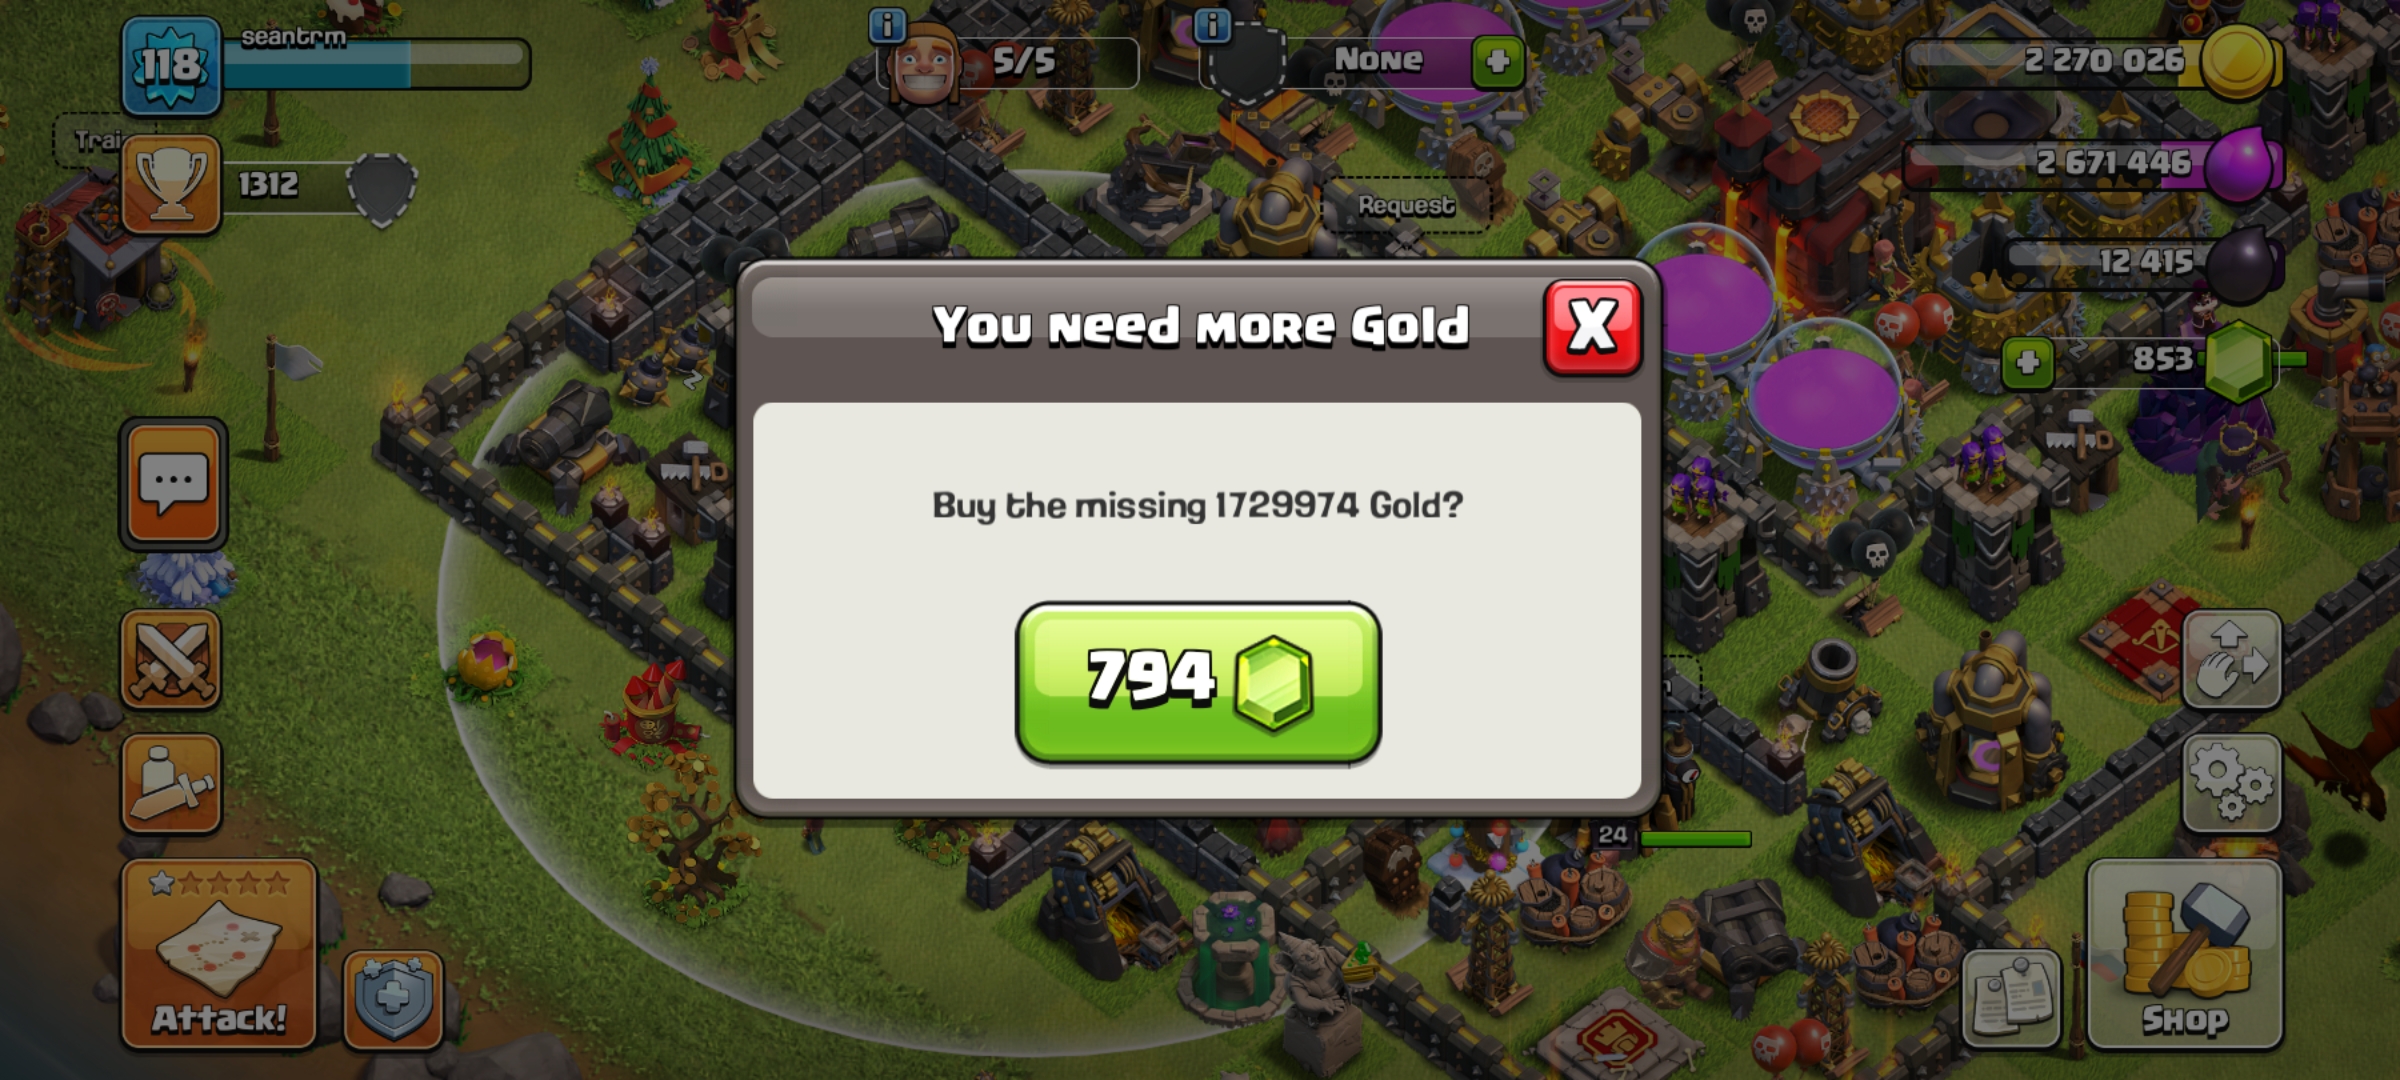 118
seantrm
5/5
None
2 270 026
Trai
1312
2 671 446
Request
12 415
You need more Gold
X
853
Buy the missing 1729974 Gold?
794
24
Attack!
Shop